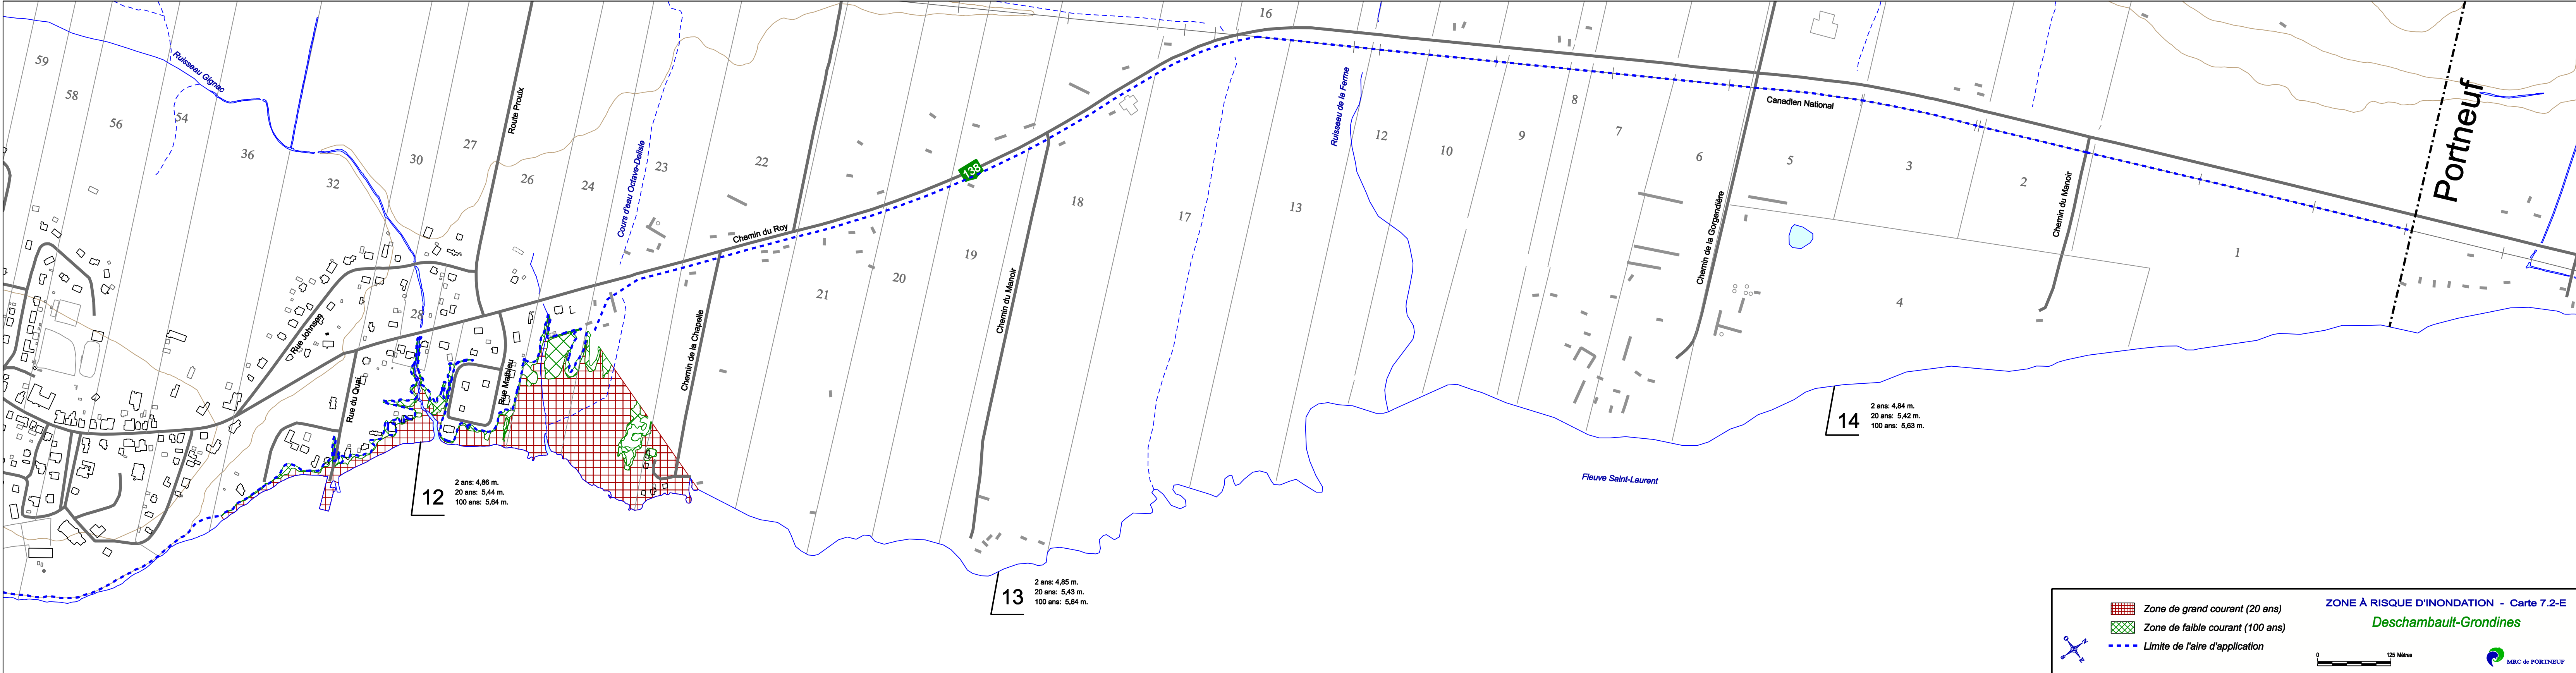 16
59
Ruisseau Gignac
58
56
54
36
32
30
27
Route Proulx
26
24
Cours d'eau Octave-Delisle
23
22
138
Chemin du Roy
18
17
13
Ruisseau de la Ferme
12
10
9
8
7
6
Canadien National
5
3
2
Chemin du Manoir
Portneuf
1
4
Chemin de la Gorgendière
19
20
21
Chemin du Manoir
Chemin de la Chapelle
28
Rue Johnson
Rue du Quai
Rue Mathieu
14
2 ans: 4,84 m.
20 ans: 5,42 m.
100 ans: 5,63 m.
12
2 ans: 4,86 m.
20 ans: 5,44 m.
100 ans: 5,64 m.
Fleuve Saint-Laurent
13
2 ans: 4,85 m.
20 ans: 5,43 m.
100 ans: 5,64 m.
Zone de grand courant (20 ans)
Zone de faible courant (100 ans)
Limite de l'aire d'application
ZONE À RISQUE D'INONDATION - Carte 7.2-E
Deschambault-Grondines
O
N
S
E
0
125 Mètres
MRC de PORTNEUF